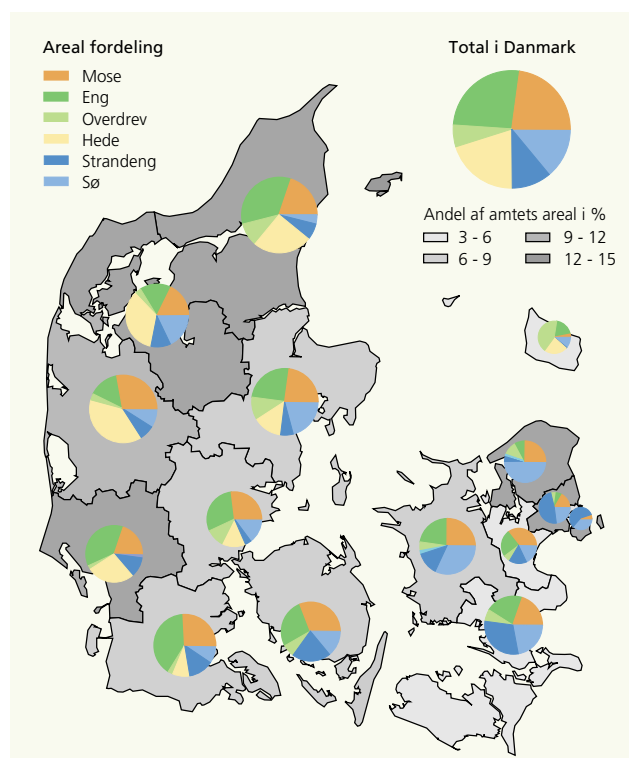 Areal fordeling
Mose
Eng
Overdrev
Hede
Strandeng
Sø
Total i Danmark
Andel af amtets areal i %
3 - 6
6 - 9
9 - 12
12 - 15